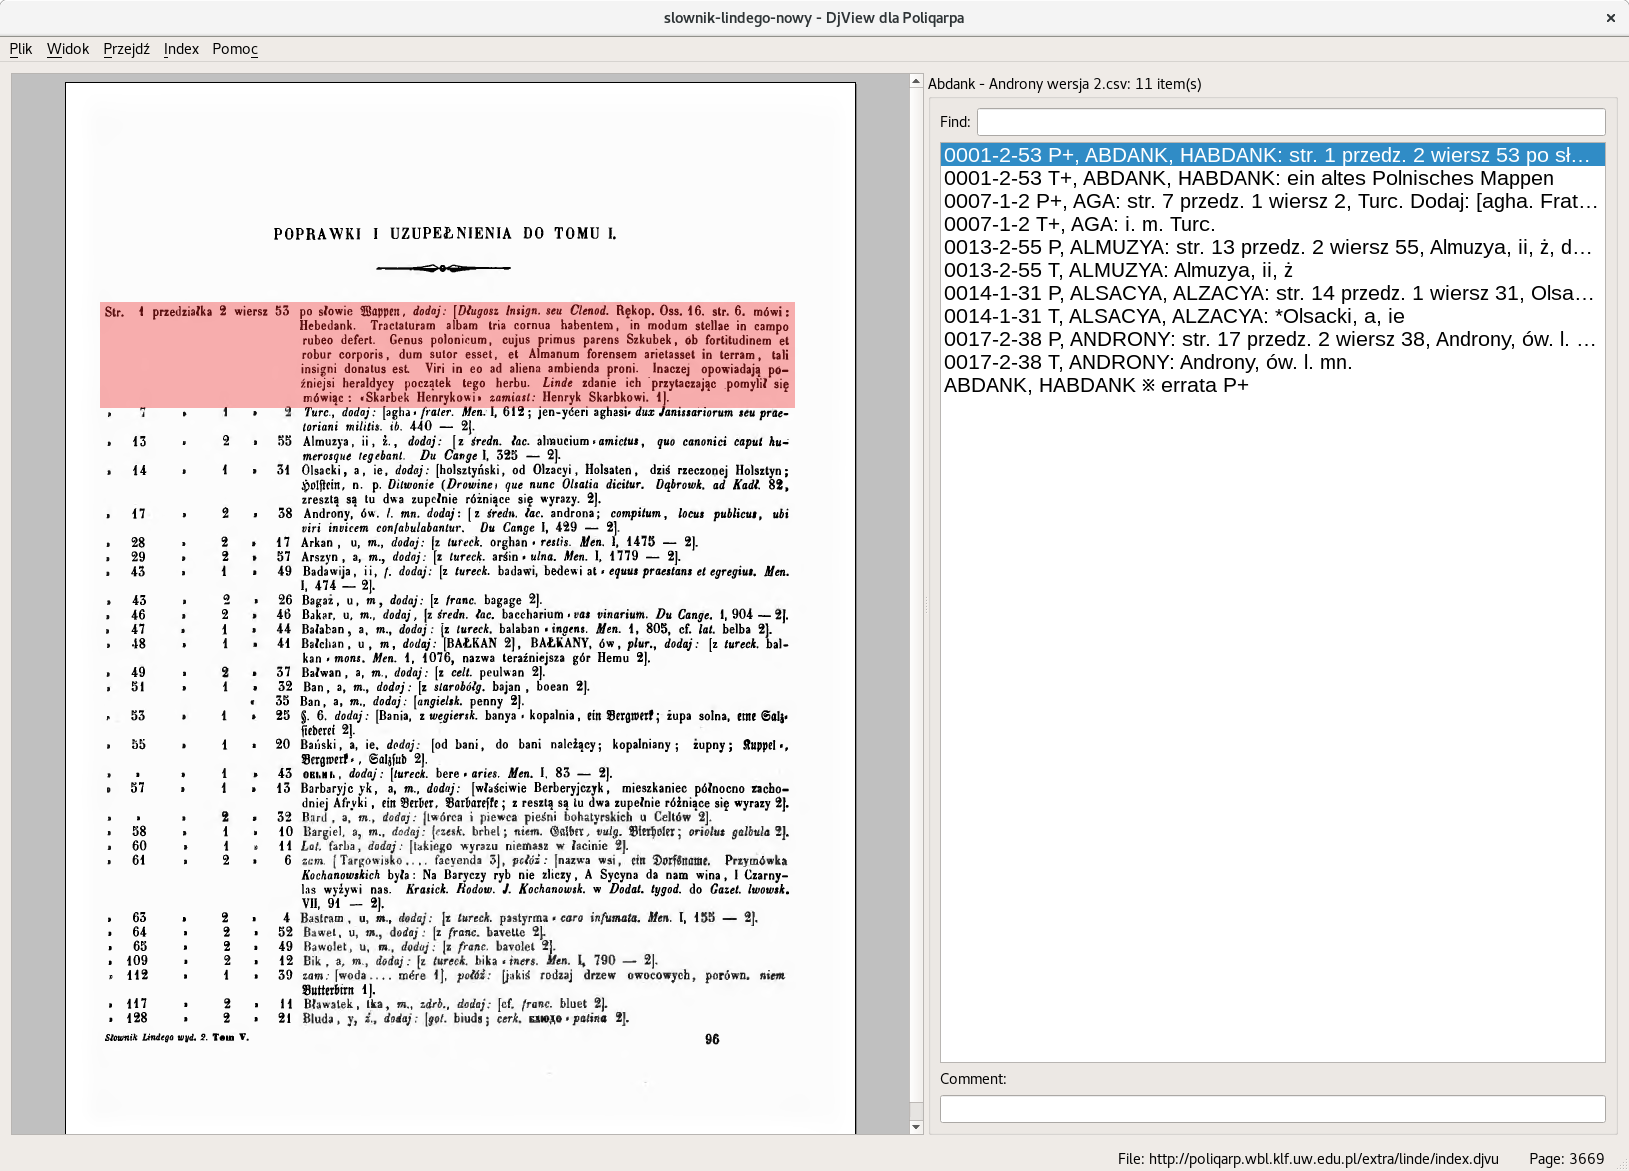 slownik-lindego-nowy - DjView dla Poliqarpa
Plik Widok Przejdź Index Pomoc
POPRAWKI I UZUPEŁNIENIA DO TOMU I.
Str. 1 przedziałka 2 wiersz 53 po słowie Wappen, dodaj: [Długosz Insign. seu Clenod. Rękop. Oss. 16. str. 6. mówi:
Hebedank. Tractaturam albam tria cornua habentem, in modum stellae in campo
rubeo defert. Genus polonicum, cujus primus parens Szkubek, ob fortitudinem et
robur corporis, dum sutor esset, et Almanum forensem arietasset in terram, tali
insigni donatus est. Viri in eo ad aliena ambienda proni. Inaczej opowiadają pó-
źniejsi heraldycy początek tego herbu. Linde zdanie ich przytaczając pomylił się
mówiąc: «Skarbek Henrykowi» zamiast: Henryk Skarbkowi. 1].
» 7 » 1 » 2 Turc., dodaj: [agha · frater. Men. I, 612; jen-yćeri aghasi · dux Janissariorum seu prae-
toriani militis. ib. 440 — 2].
» 13 » 2 » 55 Almuzya, ii, ż., dodaj: [z średn. łac. almucium · amictus, quo canonici caput hu-
merosque tegebant. Du Cange I, 325 — 2].
» 14 » 1 » 31 Olsacki, a, ie, dodaj: [holsztyński, od Olzacyi, Holsaten, dziś rzeczonej Holsztyn;
Holstein, n. p. Ditwonie (Drowine, que nunc Olsatia dicitur. Dąbrowk. ad Kadł. 82,
zresztą są tu dwa zupełnie różniące się wyrazy. 2].
» 17 » 2 » 38 Androny, ów. l. mn. dodaj: [z średn. łac. androna; compitum, locus publicus, ubi
viri invicem confabulabantur. Du Cange I, 429 — 2].
» 28 » 2 » 17 Arkan, u, m., dodaj: [z tureck. orghan · restis. Men. I, 1475 — 2].
» 29 » 2 » 57 Arszyn, a, m., dodaj: [z tureck. arśin · ulna. Men. I, 1779 — 2].
» 43 » 1 » 49 Badawija, ii, f. dodaj: [z tureck. badawi, bedewi at · equus praestans et egregius. Men.
I, 474 — 2].
» 43 » 2 » 26 Bagaż, u, m, dodaj: [z franc. bagage 2].
» 46 » 2 » 46 Bakar, u, m., dodaj, [z średn. łac. baccharium · vas vinarium. Du Cange. 1, 904 — 2].
» 47 » 1 » 44 Bałaban, a, m., dodaj: [z tureck. balaban · ingens. Men. 1, 805, cf. lat. belba 2].
» 48 » 1 » 41 Bałchan, u, m, dodaj: [BAŁKAN 2], BAŁKANY, ów, plur., dodaj: [z tureck. bal-
kan · mons. Men. 1, 1076, nazwa teraźniejsza gór Hemu 2].
» 49 » 2 » 37 Bałwan, a, m., dodaj: [z celt. peulwan 2].
» 51 » 1 » 32 Ban, a, m., dodaj: [z starobółg. bajan, boean 2].
« 35 Ban, a, m., dodaj: [angielsk. penny 2].
» 53 » 1 » 25 §. 6. dodaj: [Bania, z węgiersk. banya · kopalnia, ein Bergwerk; żupa solna, eine Salz-
siederei 2].
» 55 » 1 » 20 Bański, a, ie, dodaj: [od bani, do bani należący; kopalniany; żupny; Kuppel-,
Bergwerk-, Salzsud 2].
» » 1 » 43 dodaj: [tureck. bere · aries. Men. I, 83 — 2].
» 57 » 1 » 13 Barbaryjc yk, a, m., dodaj: [właściwie Berberyjczyk, mieszkaniec północno zacho-
dniej Afryki, ein Berber, Barbareske; z resztą są tu dwa zupełnie różniące się wyrazy 2].
» » 2 » 32 Bard, a, m., dodaj: [twórca i piewca pieśni bohatyrskich u Celtów 2].
» 58 » 1 » 10 Bargiel, a, m., dodaj: [czesk. brhel; niem. Galber, vulg. Bierholer; oriolus galbula 2].
» 60 » 1 » 11 Lat. farba, dodaj: [takiego wyrazu niemasz w łacinie 2].
» 61 » 2 » 6 zam. [Targowisko.... facyenda 3], połóż: [nazwa wsi, ein Dorfsname. Przymówka
Kochanowskich była: Na Baryczy ryb nie zliczy, A Sycyna da nam wina, I Czarny-
las wyżywi nas. Krasick. Rodow. J. Kochanowsk. w Dodat. tygod. do Gazet. lwowsk.
VII, 91 — 2].
» 63 » 2 » 4 Bastram, u, m., dodaj: [z tureck. pastyrma · caro infumata. Men. I, 155 — 2].
» 64 » 2 » 52 Bawet, u, m., dodaj: [z franc. bavette 2].
» 65 » 2 » 49 Bawolet, u, m., dodaj: [z franc. bavolet 2].
» 109 » 2 » 12 Bik, a, m., dodaj: [z tureck. bika · iners. Men. I, 790 — 2].
» 112 » 1 » 39 zam: [woda.... mére 1], połóż: [jakiś rodzaj drzew owocowych, porówn. niem
Butterbirn 1].
» 117 » 2 » 11 Bławatek, tka, m., zdrb., dodaj: [cf. franc. bluet 2].
» 128 » 2 » 21 Bluda, y, ż., dodaj: [got. biuds; cerk. блюдо · patina 2].
Słownik Lindego wyd. 2. Tom V. 96
Abdank - Androny wersja 2.csv: 11 item(s)
Find:
0001-2-53 P+, ABDANK, HABDANK: str. 1 przedz. 2 wiersz 53 po sł…
0001-2-53 T+, ABDANK, HABDANK: ein altes Polnisches Mappen
0007-1-2 P+, AGA: str. 7 przedz. 1 wiersz 2, Turc. Dodaj: [agha. Frat…
0007-1-2 T+, AGA: i. m. Turc.
0013-2-55 P, ALMUZYA: str. 13 przedz. 2 wiersz 55, Almuzya, ii, ż, d…
0013-2-55 T, ALMUZYA: Almuzya, ii, ż
0014-1-31 P, ALSACYA, ALZACYA: str. 14 przedz. 1 wiersz 31, Olsa…
0014-1-31 T, ALSACYA, ALZACYA: *Olsacki, a, ie
0017-2-38 P, ANDRONY: str. 17 przedz. 2 wiersz 38, Androny, ów. l. …
0017-2-38 T, ANDRONY: Androny, ów. l. mn.
ABDANK, HABDANK ※ errata P+
Comment:
File: http://poliqarp.wbl.klf.uw.edu.pl/extra/linde/index.djvu Page: 3669